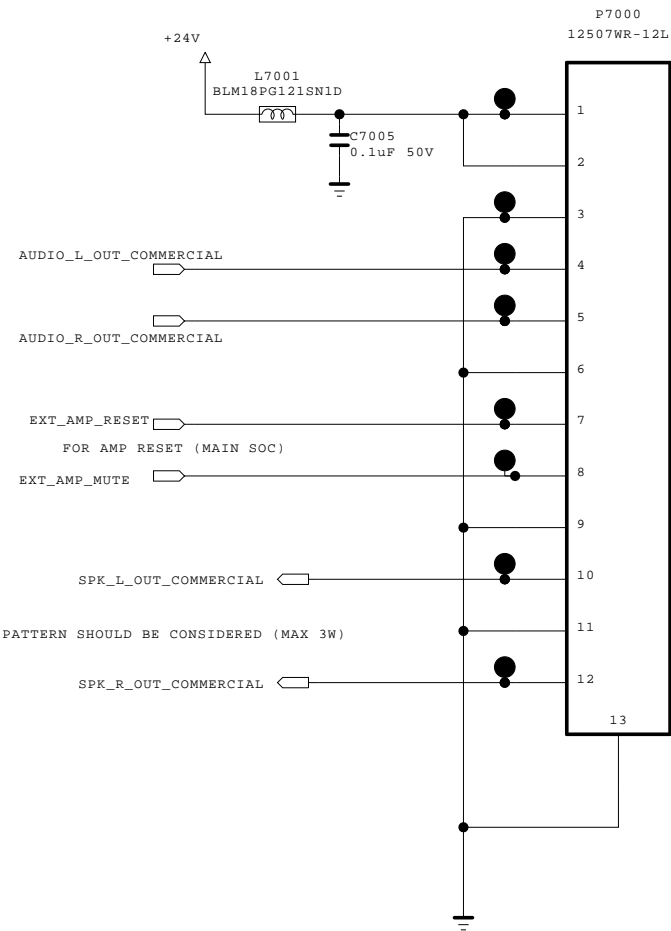 P7000
12507WR-12L
+24V
L7001
BLM18PG121SN1D
C7005
0.1uF 50V
1
2
3
AUDIO_L_OUT_COMMERCIAL
4
5
AUDIO_R_OUT_COMMERCIAL
6
EXT_AMP_RESET
7
FOR AMP RESET (MAIN SOC)
EXT_AMP_MUTE
8
9
SPK_L_OUT_COMMERCIAL
10
PATTERN SHOULD BE CONSIDERED (MAX 3W)
11
SPK_R_OUT_COMMERCIAL
12
13